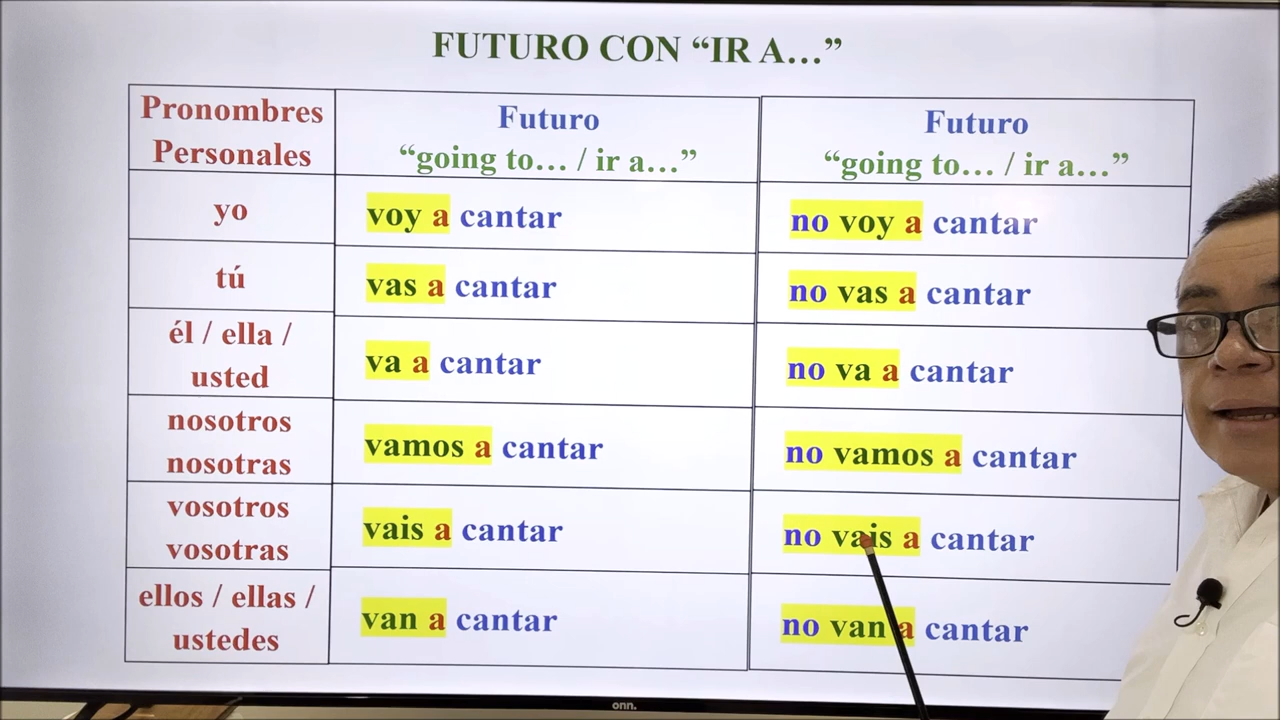 FUTURO CON “IR A…”
Pronombres
Personales
Futuro
“going to… / ir a…”
Futuro
“going to… / ir a…”
yo
voy a cantar
no voy a cantar
tú
vas a cantar
no vas a cantar
él / ella /
usted
va a cantar
no va a cantar
nosotros
nosotras
vamos a cantar
no vamos a cantar
vosotros
vosotras
vais a cantar
no vais a cantar
ellos / ellas /
ustedes
van a cantar
no van a cantar
onn.